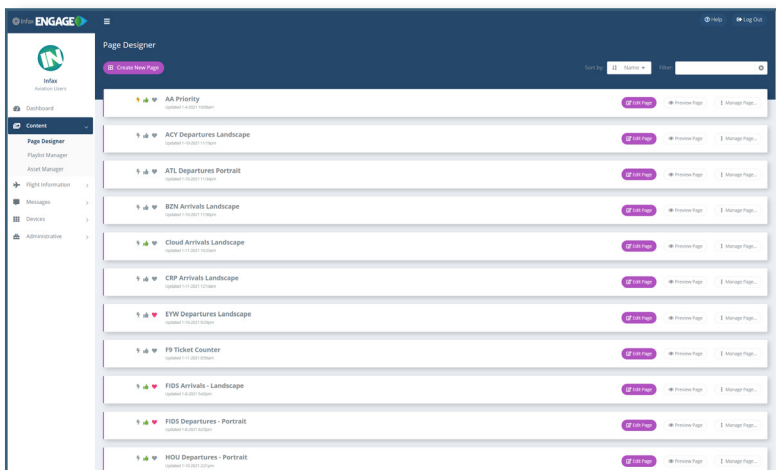 Infax ENGAGE
Help
Log Out
Page Designer
Create New Page
Sort by
Name
Filter
IN
Infax
Aviation Users
Dashboard
Content
Page Designer
Playlist Manager
Asset Manager
Flight Information
Messages
Devices
Administrative
AA Priority
Edit Page
Preview Page
Manage Page...
ACY Departures Landscape
Edit Page
Preview Page
Manage Page...
ATL Departures Portrait
Edit Page
Preview Page
Manage Page...
BZN Arrivals Landscape
Edit Page
Preview Page
Manage Page...
Cloud Arrivals Landscape
Edit Page
Preview Page
Manage Page...
CRP Arrivals Landscape
Edit Page
Preview Page
Manage Page...
EYW Departures Landscape
Edit Page
Preview Page
Manage Page...
F9 Ticket Counter
Edit Page
Preview Page
Manage Page...
FIDS Arrivals - Landscape
Edit Page
Preview Page
Manage Page...
FIDS Departures - Portrait
Edit Page
Preview Page
Manage Page...
HOU Departures - Portrait
Edit Page
Preview Page
Manage Page...